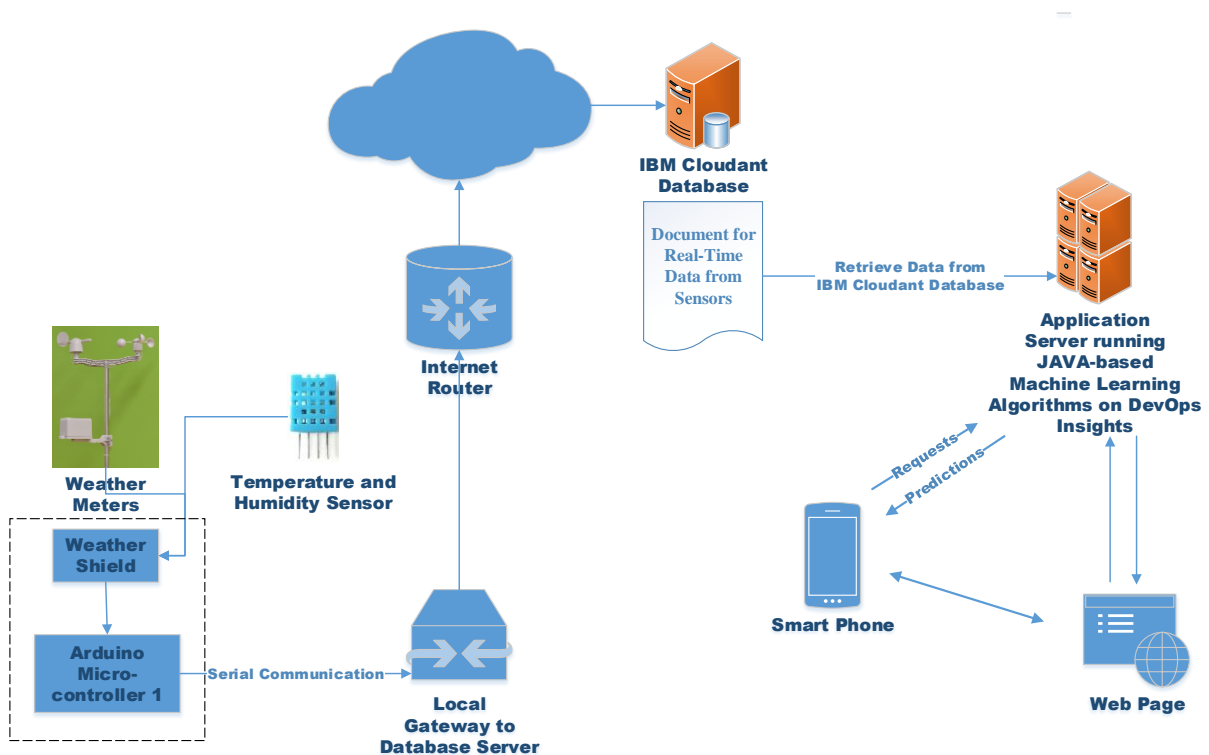 IBM Cloudant
Database
Document for
Real-Time
Data from
Sensors
Retrieve Data from
IBM Cloudant Database
Application
Server running
JAVA-based
Machine Learning
Algorithms on DevOps
Insights
Internet
Router
Weather
Meters
Temperature and
Humidity Sensor
Weather
Shield
Arduino
Micro-
controller 1
Serial Communication
Local
Gateway to
Database Server
Requests
Predictions
Smart Phone
Web Page